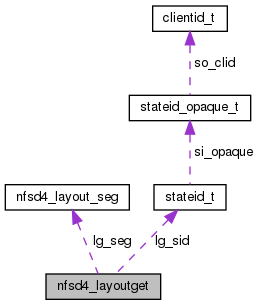 clientid_t
so_clid
stateid_opaque_t
si_opaque
nfsd4_layout_seg
stateid_t
lg_seg
lg_sid
nfsd4_layoutget